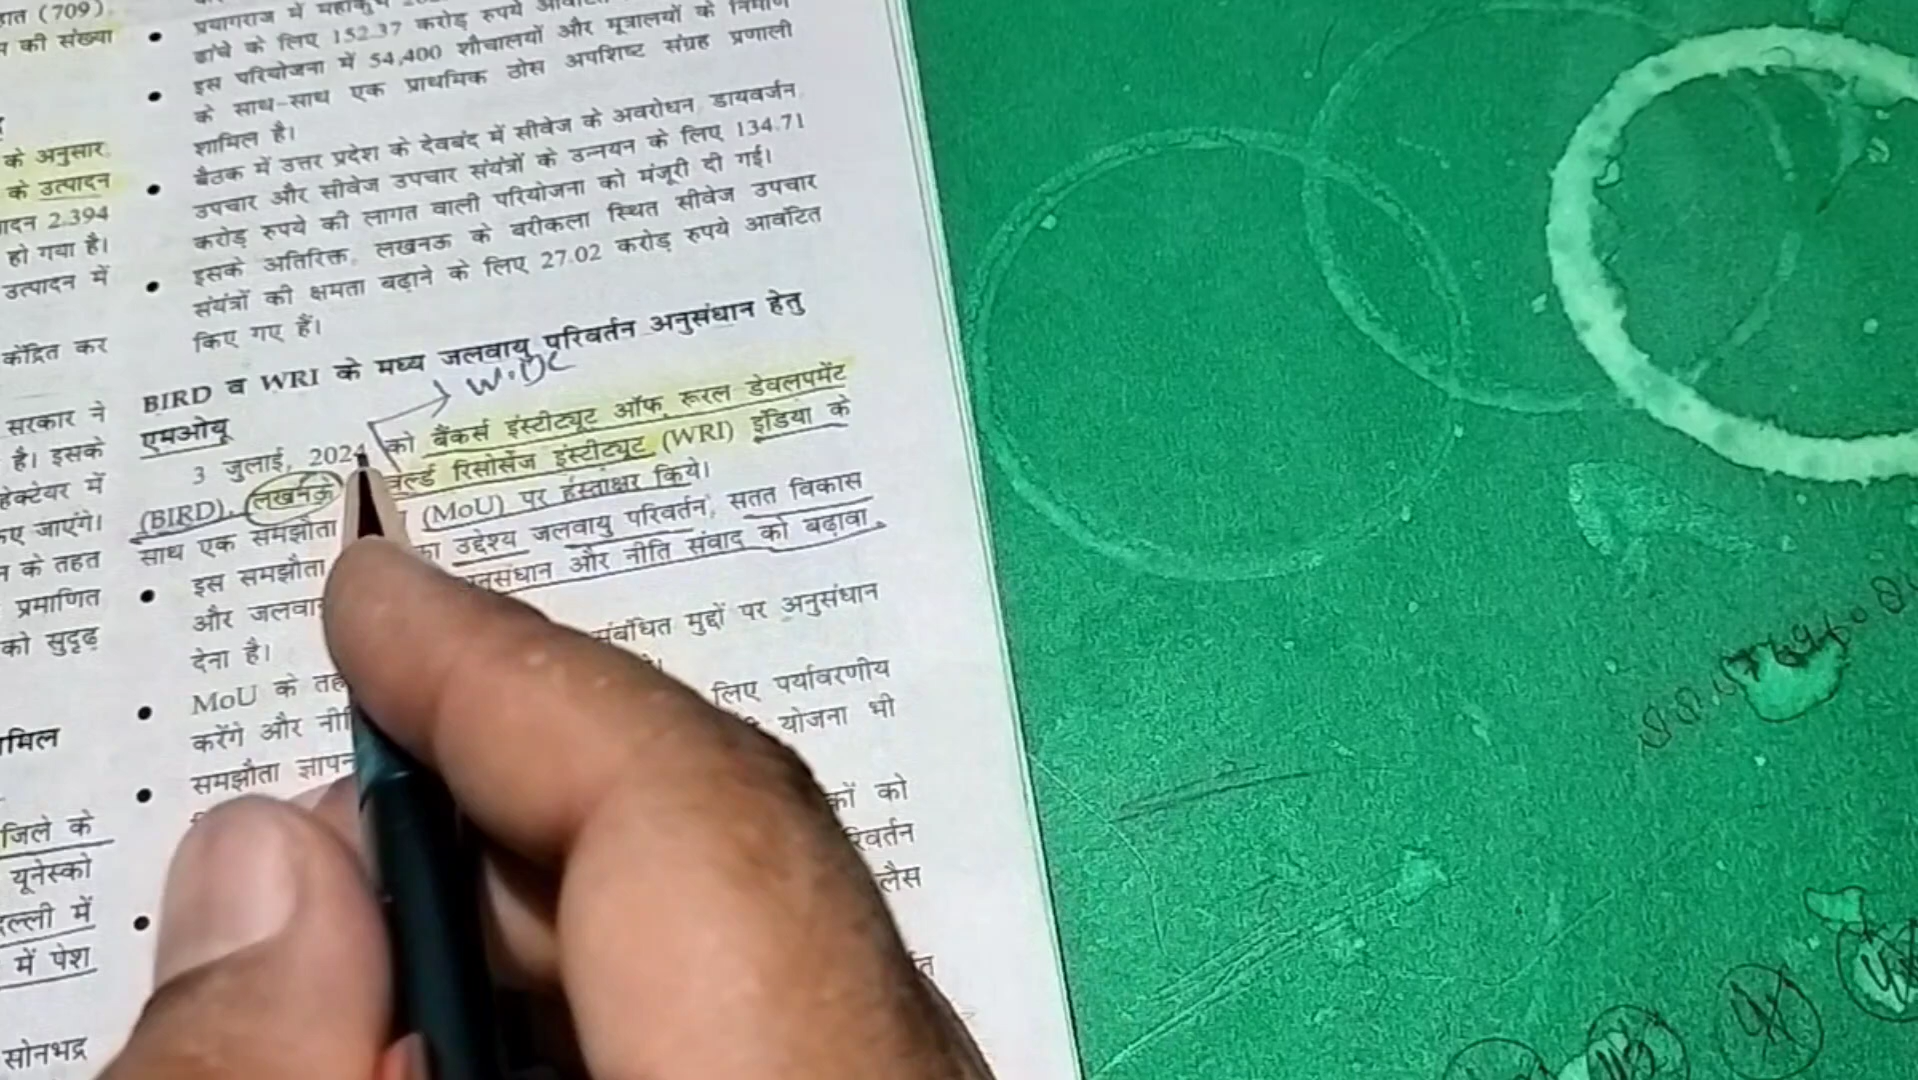 हात (709).
न की संख्या
के अनुसार
के उत्पादन
पादन 2.394
हो गया है।
उत्पादन में
केंद्रित कर
सरकार ने
है। इसके
हेक्टेयर में
जाएंगे।
न के तहत
प्रमाणित
को सुदृढ़
ामिल
जिले के
यूनेस्को
दल्ली में
में पेश
सोनभद्र
प्रयागराज में महाकुंभ
ढांचे के लिए 152.37 करोड़ रुपये
• इस परियोजना में 54,400 शौचालयों और मूत्रालयों के निर्माण
के साथ-साथ एक प्राथमिक ठोस अपशिष्ट संग्रह प्रणाली
शामिल है।
• बैठक में उत्तर प्रदेश के देवबंद में सीवेज के अवरोधन, डायवर्जन,
उपचार और सीवेज उपचार संयंत्रों के उन्नयन के लिए 134.71
करोड़ रुपये की लागत वाली परियोजना को मंजूरी दी गई।
• इसके अतिरिक्त, लखनऊ के बरीकला स्थित सीवेज उपचार
संयंत्रों की क्षमता बढ़ाने के लिए 27.02 करोड़ रुपये आवंटित
किए गए हैं।
BIRD व WRI के मध्य जलवायु परिवर्तन अनुसंधान हेतु
एमओयू
W.DC
3 जुलाई, 2024 को बैंकर्स इंस्टीट्यूट ऑफ रूरल डेवलपमेंट
(BIRD), लखनऊ वर्ल्ड रिसोर्सेज इंस्टीट्यूट (WRI) इंडिया के
साथ एक समझौता (MoU) पर हस्ताक्षर किये।
• इस समझौता का उद्देश्य जलवायु परिवर्तन, सतत विकास
और जलवा नुसंधान और नीति संवाद को बढ़ावा
देना है।
• MoU के तह संबंधित मुद्दों पर अनुसंधान
करेंगे और नी
• समझौता ज्ञापन लिए पर्यावरणीय
योजना भी
कों को
रिवर्तन
लैस